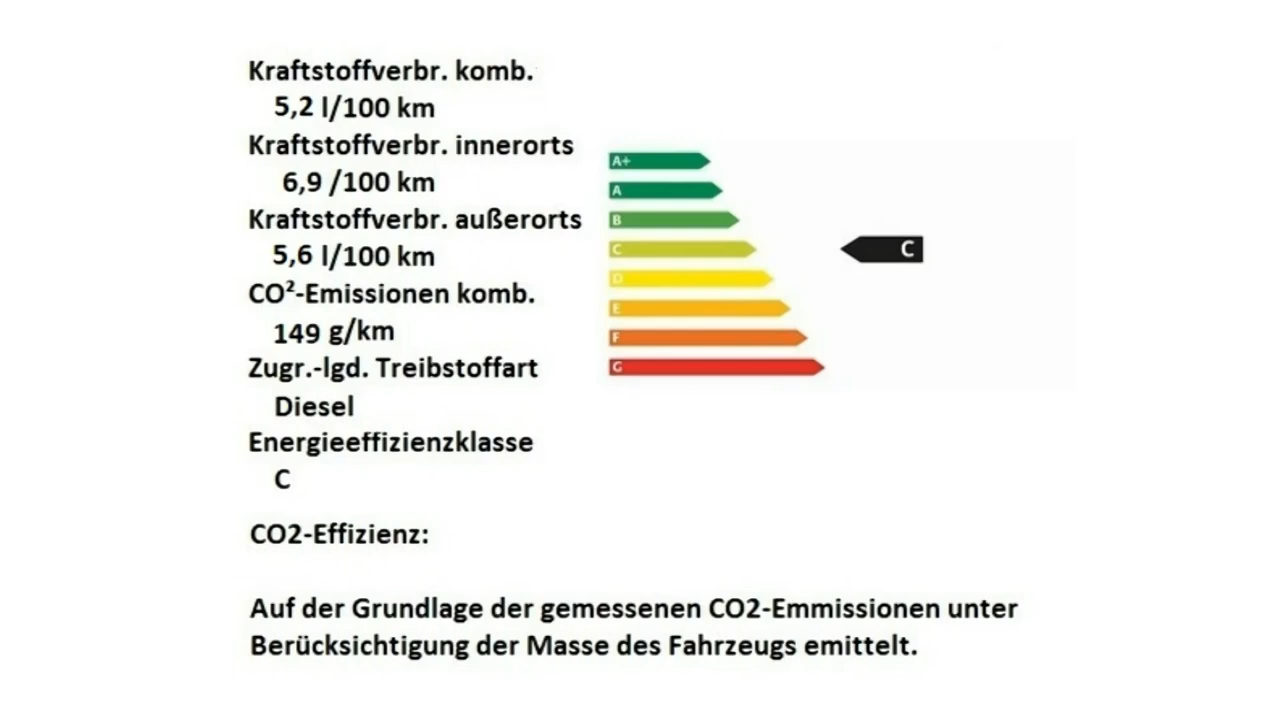 Kraftstoffverbr. komb.
5,2 l/100 km
Kraftstoffverbr. innerorts
6,9 /100 km
Kraftstoffverbr. außerorts
5,6 l/100 km
CO²-Emissionen komb.
149 g/km
Zugr.-lgd. Treibstoffart
Diesel
Energieeffizienzklasse
C
A+
A
B
C
D
E
F
G
C
CO2-Effizienz:
Auf der Grundlage der gemessenen CO2-Emmissionen unter
Berücksichtigung der Masse des Fahrzeugs emittelt.